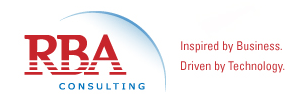 RBA
CONSULTING
Inspired by Business.
Driven by Technology.